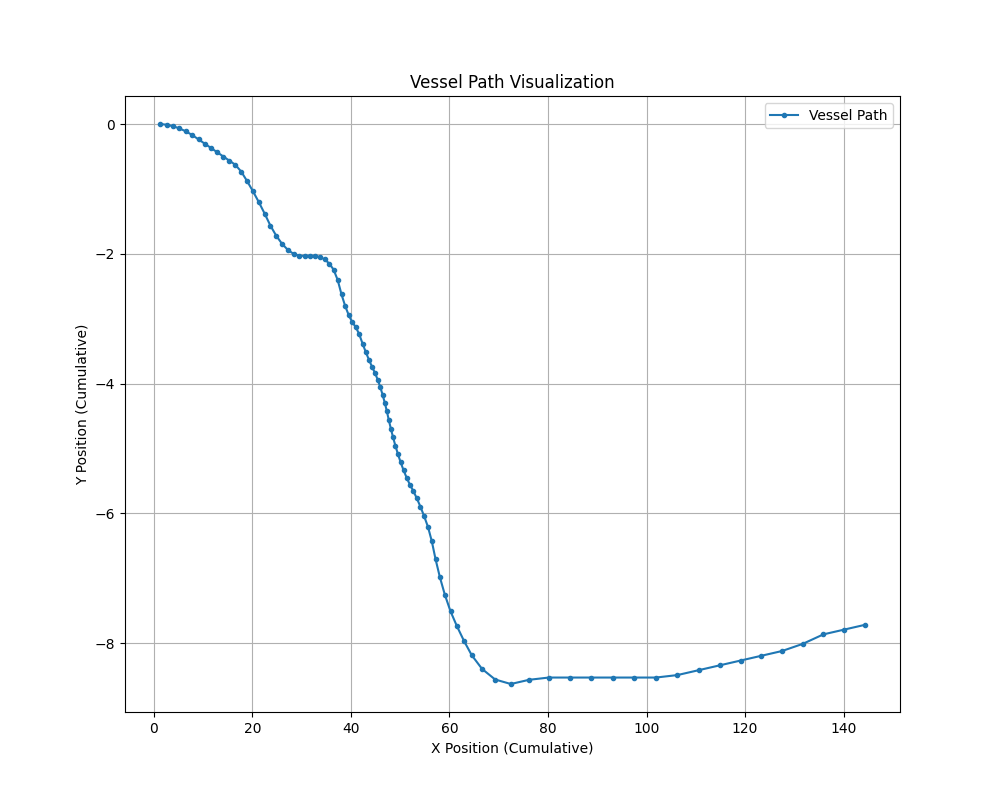 Vessel Path Visualization
Vessel Path
0
−2
−4
−6
−8
Y Position (Cumulative)
0 20 40 60 80 100 120 140
X Position (Cumulative)